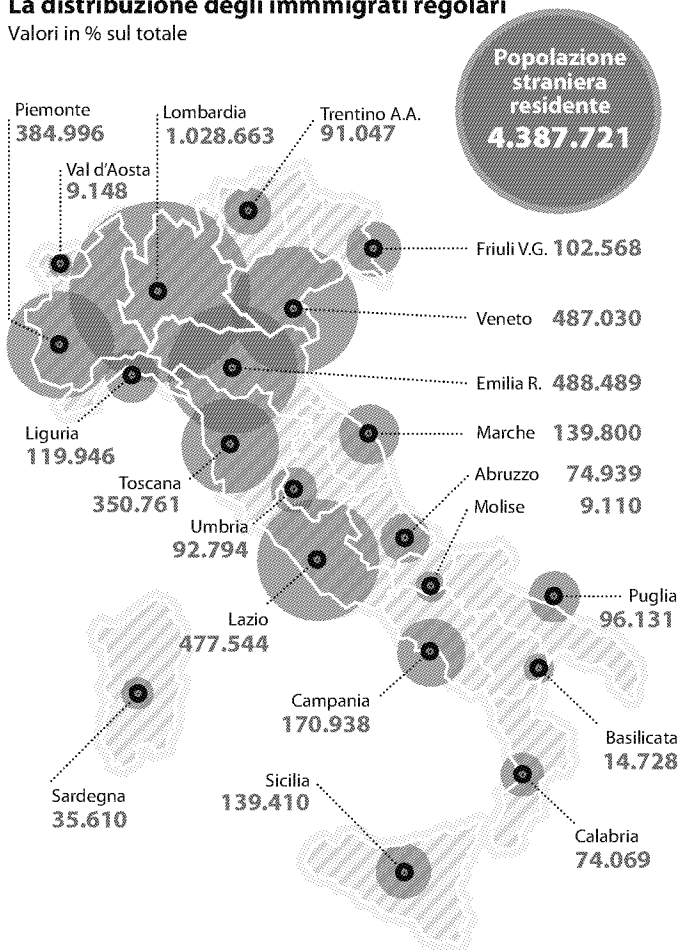 La distribuzione degli immmigrati regolari
Valori in % sul totale
Popolazione
straniera
residente
4.387.721
Piemonte
384.996
Lombardia
1.028.663
Trentino A.A.
91.047
Val d'Aosta
9.148
Friuli V.G. 102.568
Veneto 487.030
Emilia R. 488.489
Marche 139.800
Abruzzo 74.939
Molise 9.110
Liguria
119.946
Toscana
350.761
Umbria
92.794
Lazio
477.544
Puglia
96.131
Campania
170.938
Basilicata
14.728
Sardegna
35.610
Sicilia
139.410
Calabria
74.069